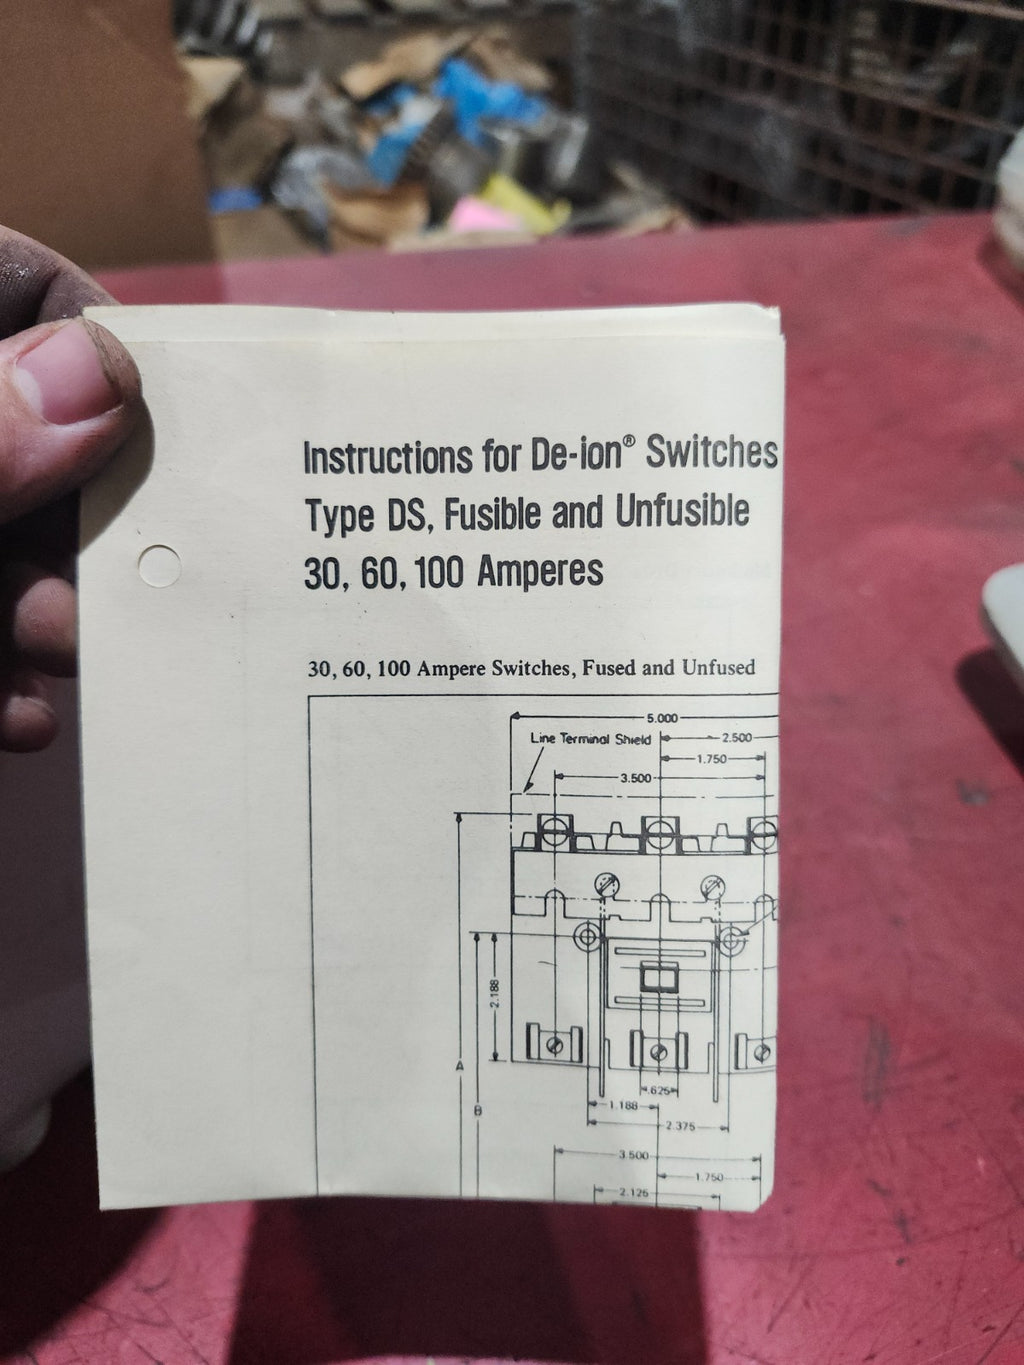 Instructions for De-ion® Switches
Type DS, Fusible and Unfusible
30, 60, 100 Amperes
30, 60, 100 Ampere Switches, Fused and Unfused
5.000
Line Terminal Shield
2.500
1.750
3.500
2.188
A
.625
1.188
B
2.375
3.500
1.750
2.125